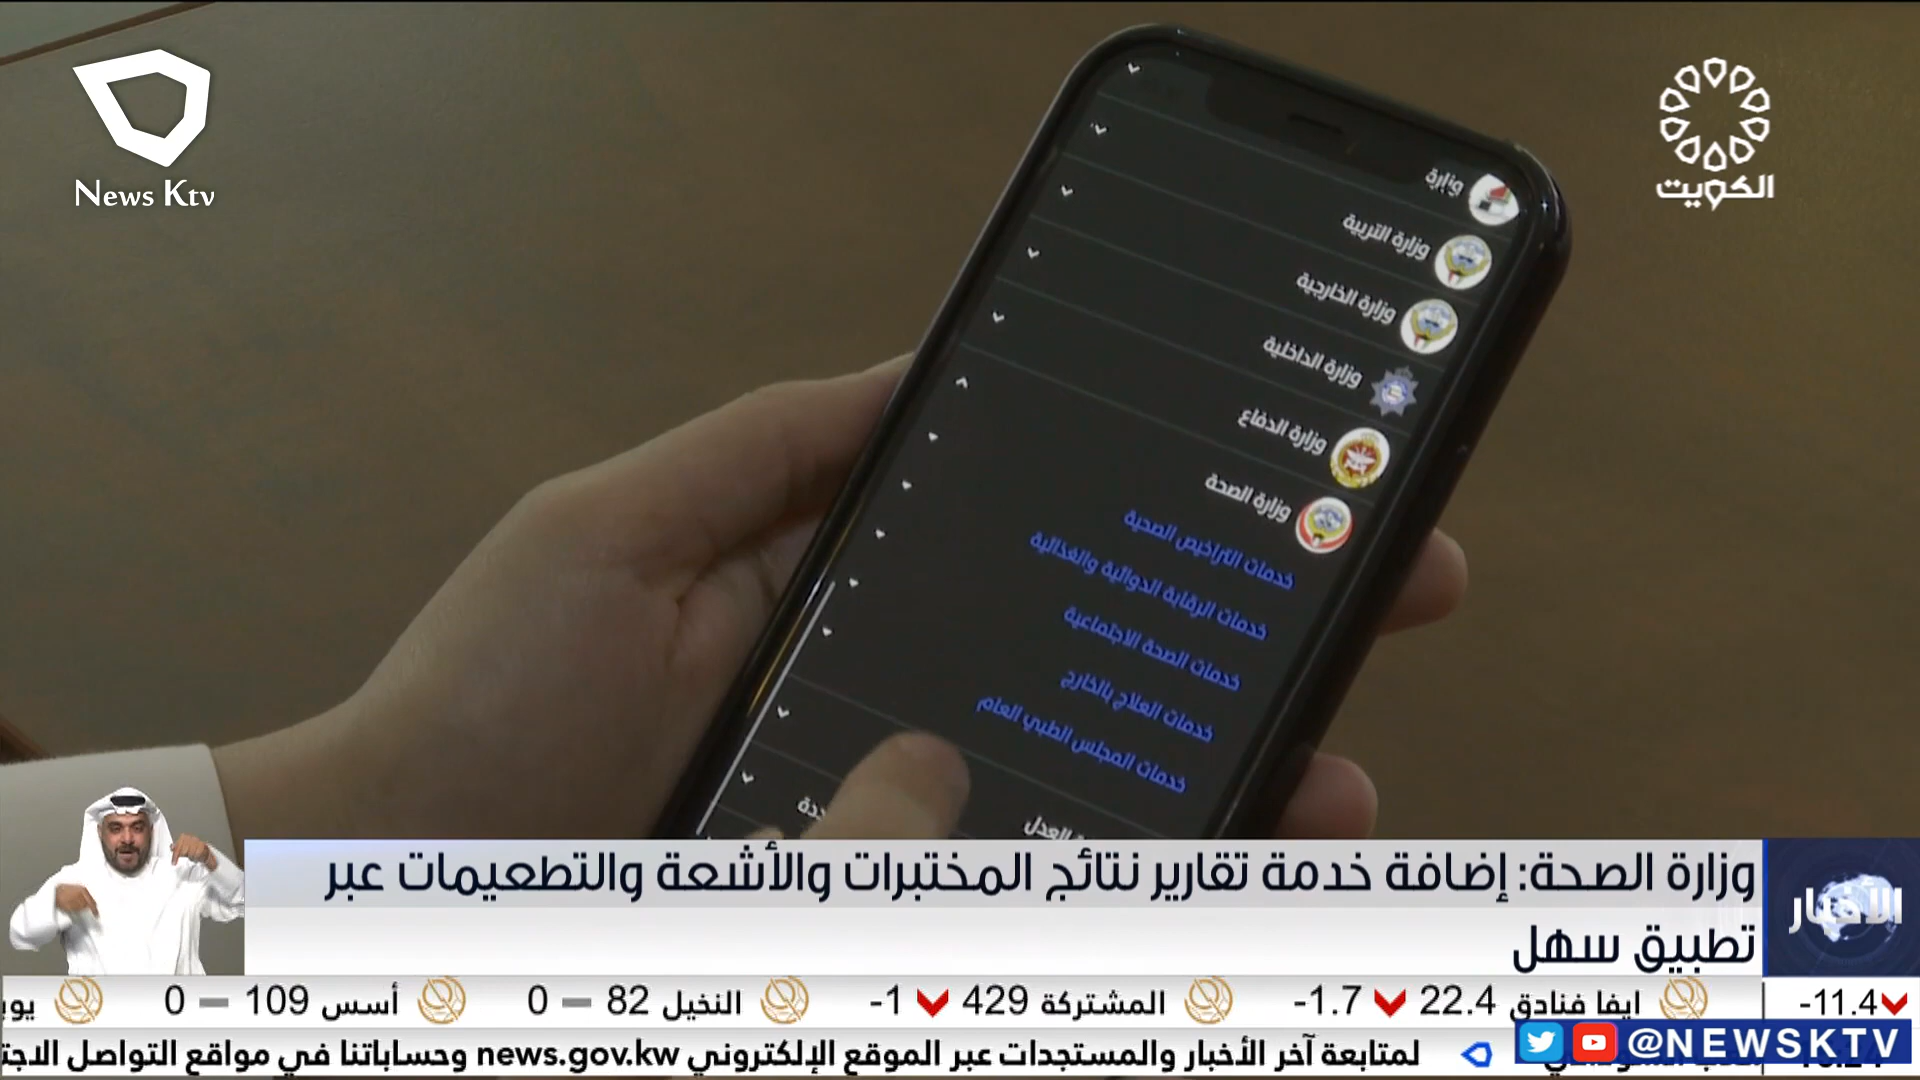 News Ktv
الكويت
وزارة
وزارة التربية
وزارة الخارجية
وزارة الداخلية
وزارة الدفاع
وزارة الصحة
خدمات التراخيص الصحية
خدمات الرقابة الدوائية والغذائية
خدمات الصحة الاجتماعية
خدمات العلاج بالخارج
خدمات المجلس الطبي العام
العدل
الأخبار
وزارة الصحة: إضافة خدمة تقارير نتائج المختبرات والأشعة والتطعيمات عبر
تطبيق سهل
-11.4 ايفا فنادق 22.4 -1.7 المشتركة 429 -1 النخيل 82 0 أسس 109 0
@NEWSKTV
لمتابعة آخر الأخبار والمستجدات عبر الموقع الإلكتروني news.gov.kw وحساباتنا في مواقع التواصل